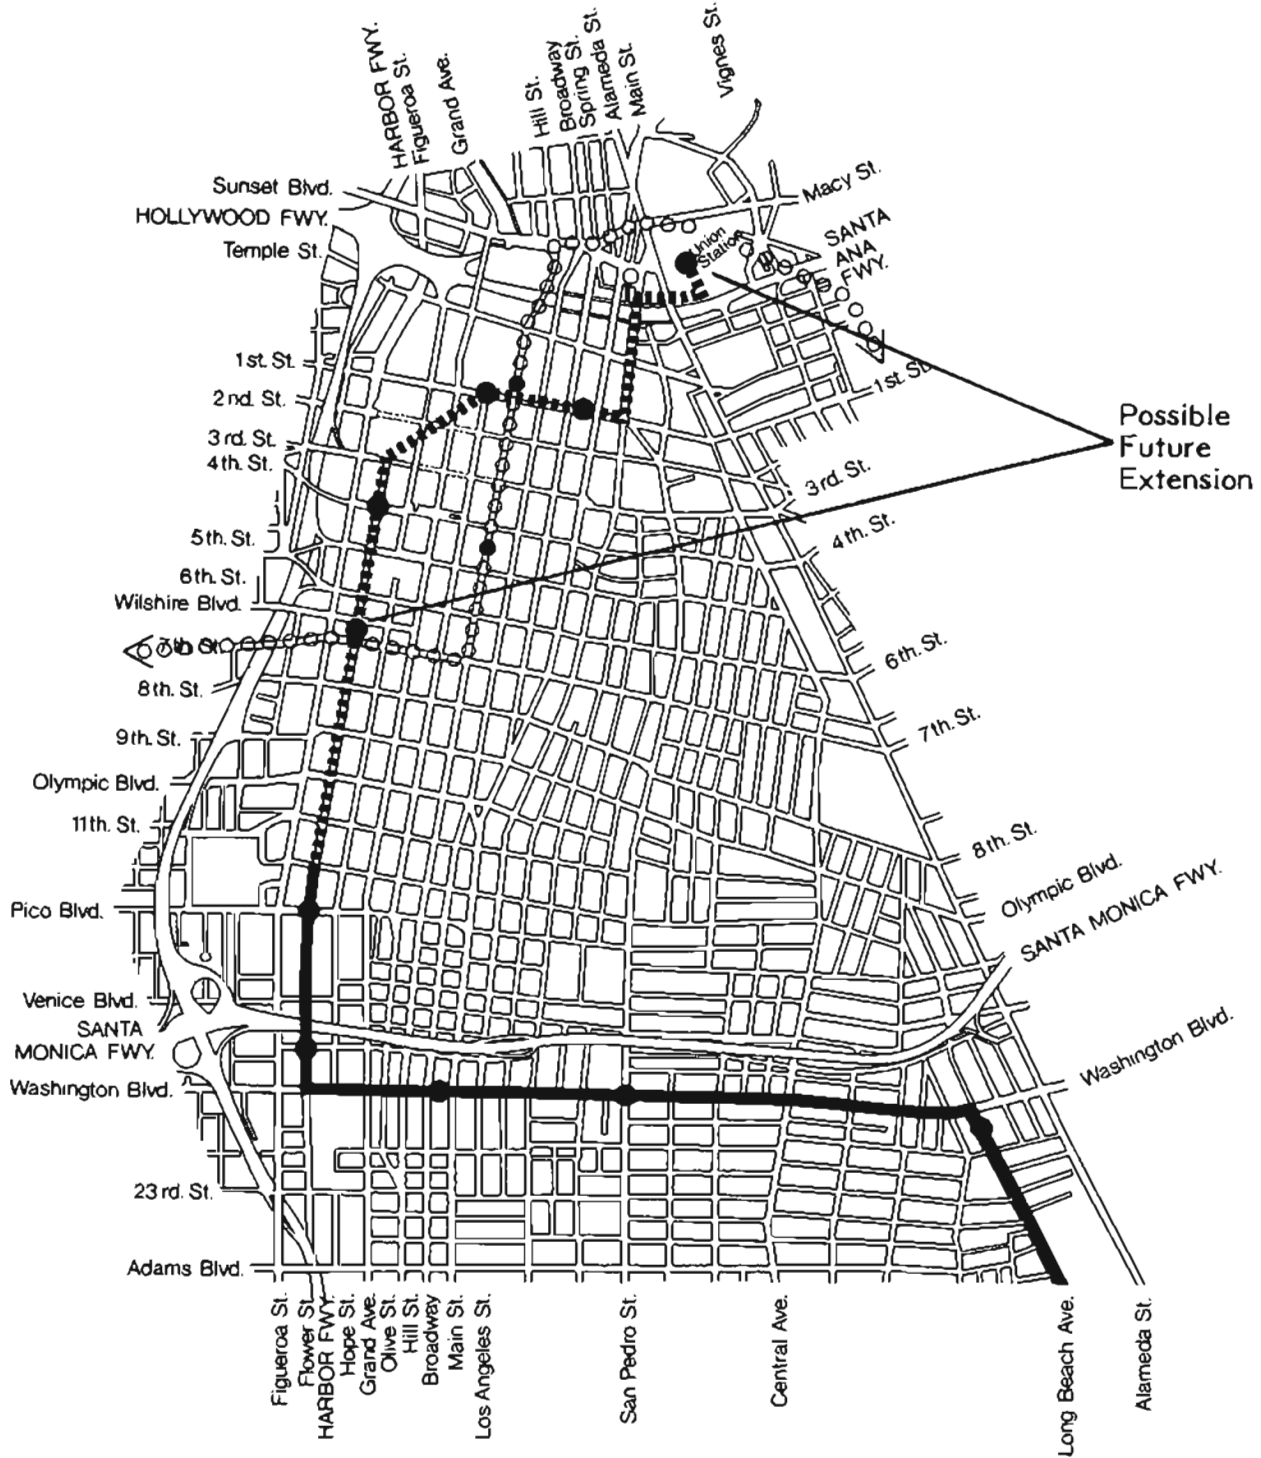 HARBOR FWY.
Figueroa St.
Grand Ave.
Hill St.
Broadway
Spring St.
Alameda St.
Main St.
Vignes St.
Sunset Blvd.
HOLLYWOOD FWY.
Temple St.
Macy St.
SANTA
ANA
FWY.
Union
Station
1st. St.
2nd. St.
3rd. St.
4th. St.
5th. St.
6th. St.
Wilshire Blvd.
7th St.
8th. St.
9th. St.
Olympic Blvd.
11th. St.
Pico Blvd.
Venice Blvd.
SANTA
MONICA FWY.
Washington Blvd.
23rd. St.
Adams Blvd.
1st. St.
Possible
Future
Extension
3rd. St.
4th. St.
6th. St.
7th. St.
8th. St.
Olympic Blvd.
SANTA MONICA FWY.
Washington Blvd.
Figueroa St.
Flower St.
HARBOR FWY.
Hope St.
Grand Ave.
Olive St.
Hill St.
Broadway
Main St.
Los Angeles St.
San Pedro St.
Central Ave.
Long Beach Ave.
Alameda St.